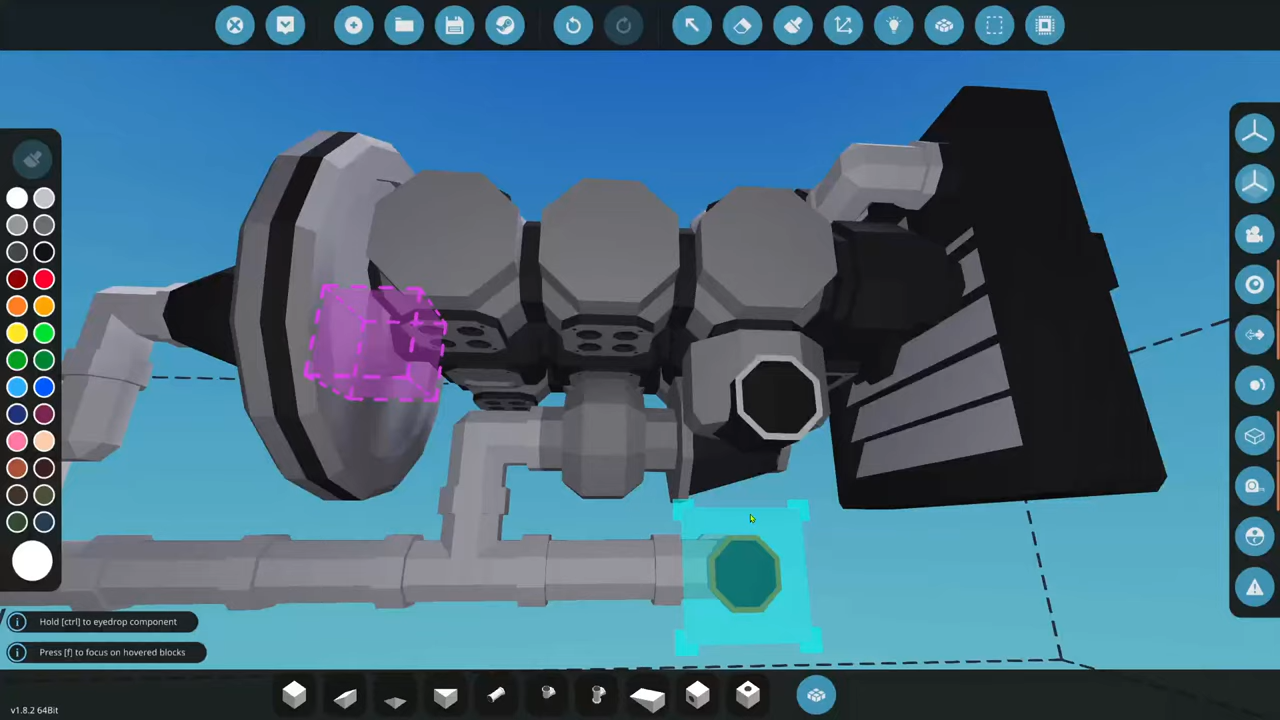 Hold [ctrl] to eyedrop component
Press [f] to focus on hovered blocks
v1.8.2 64Bit